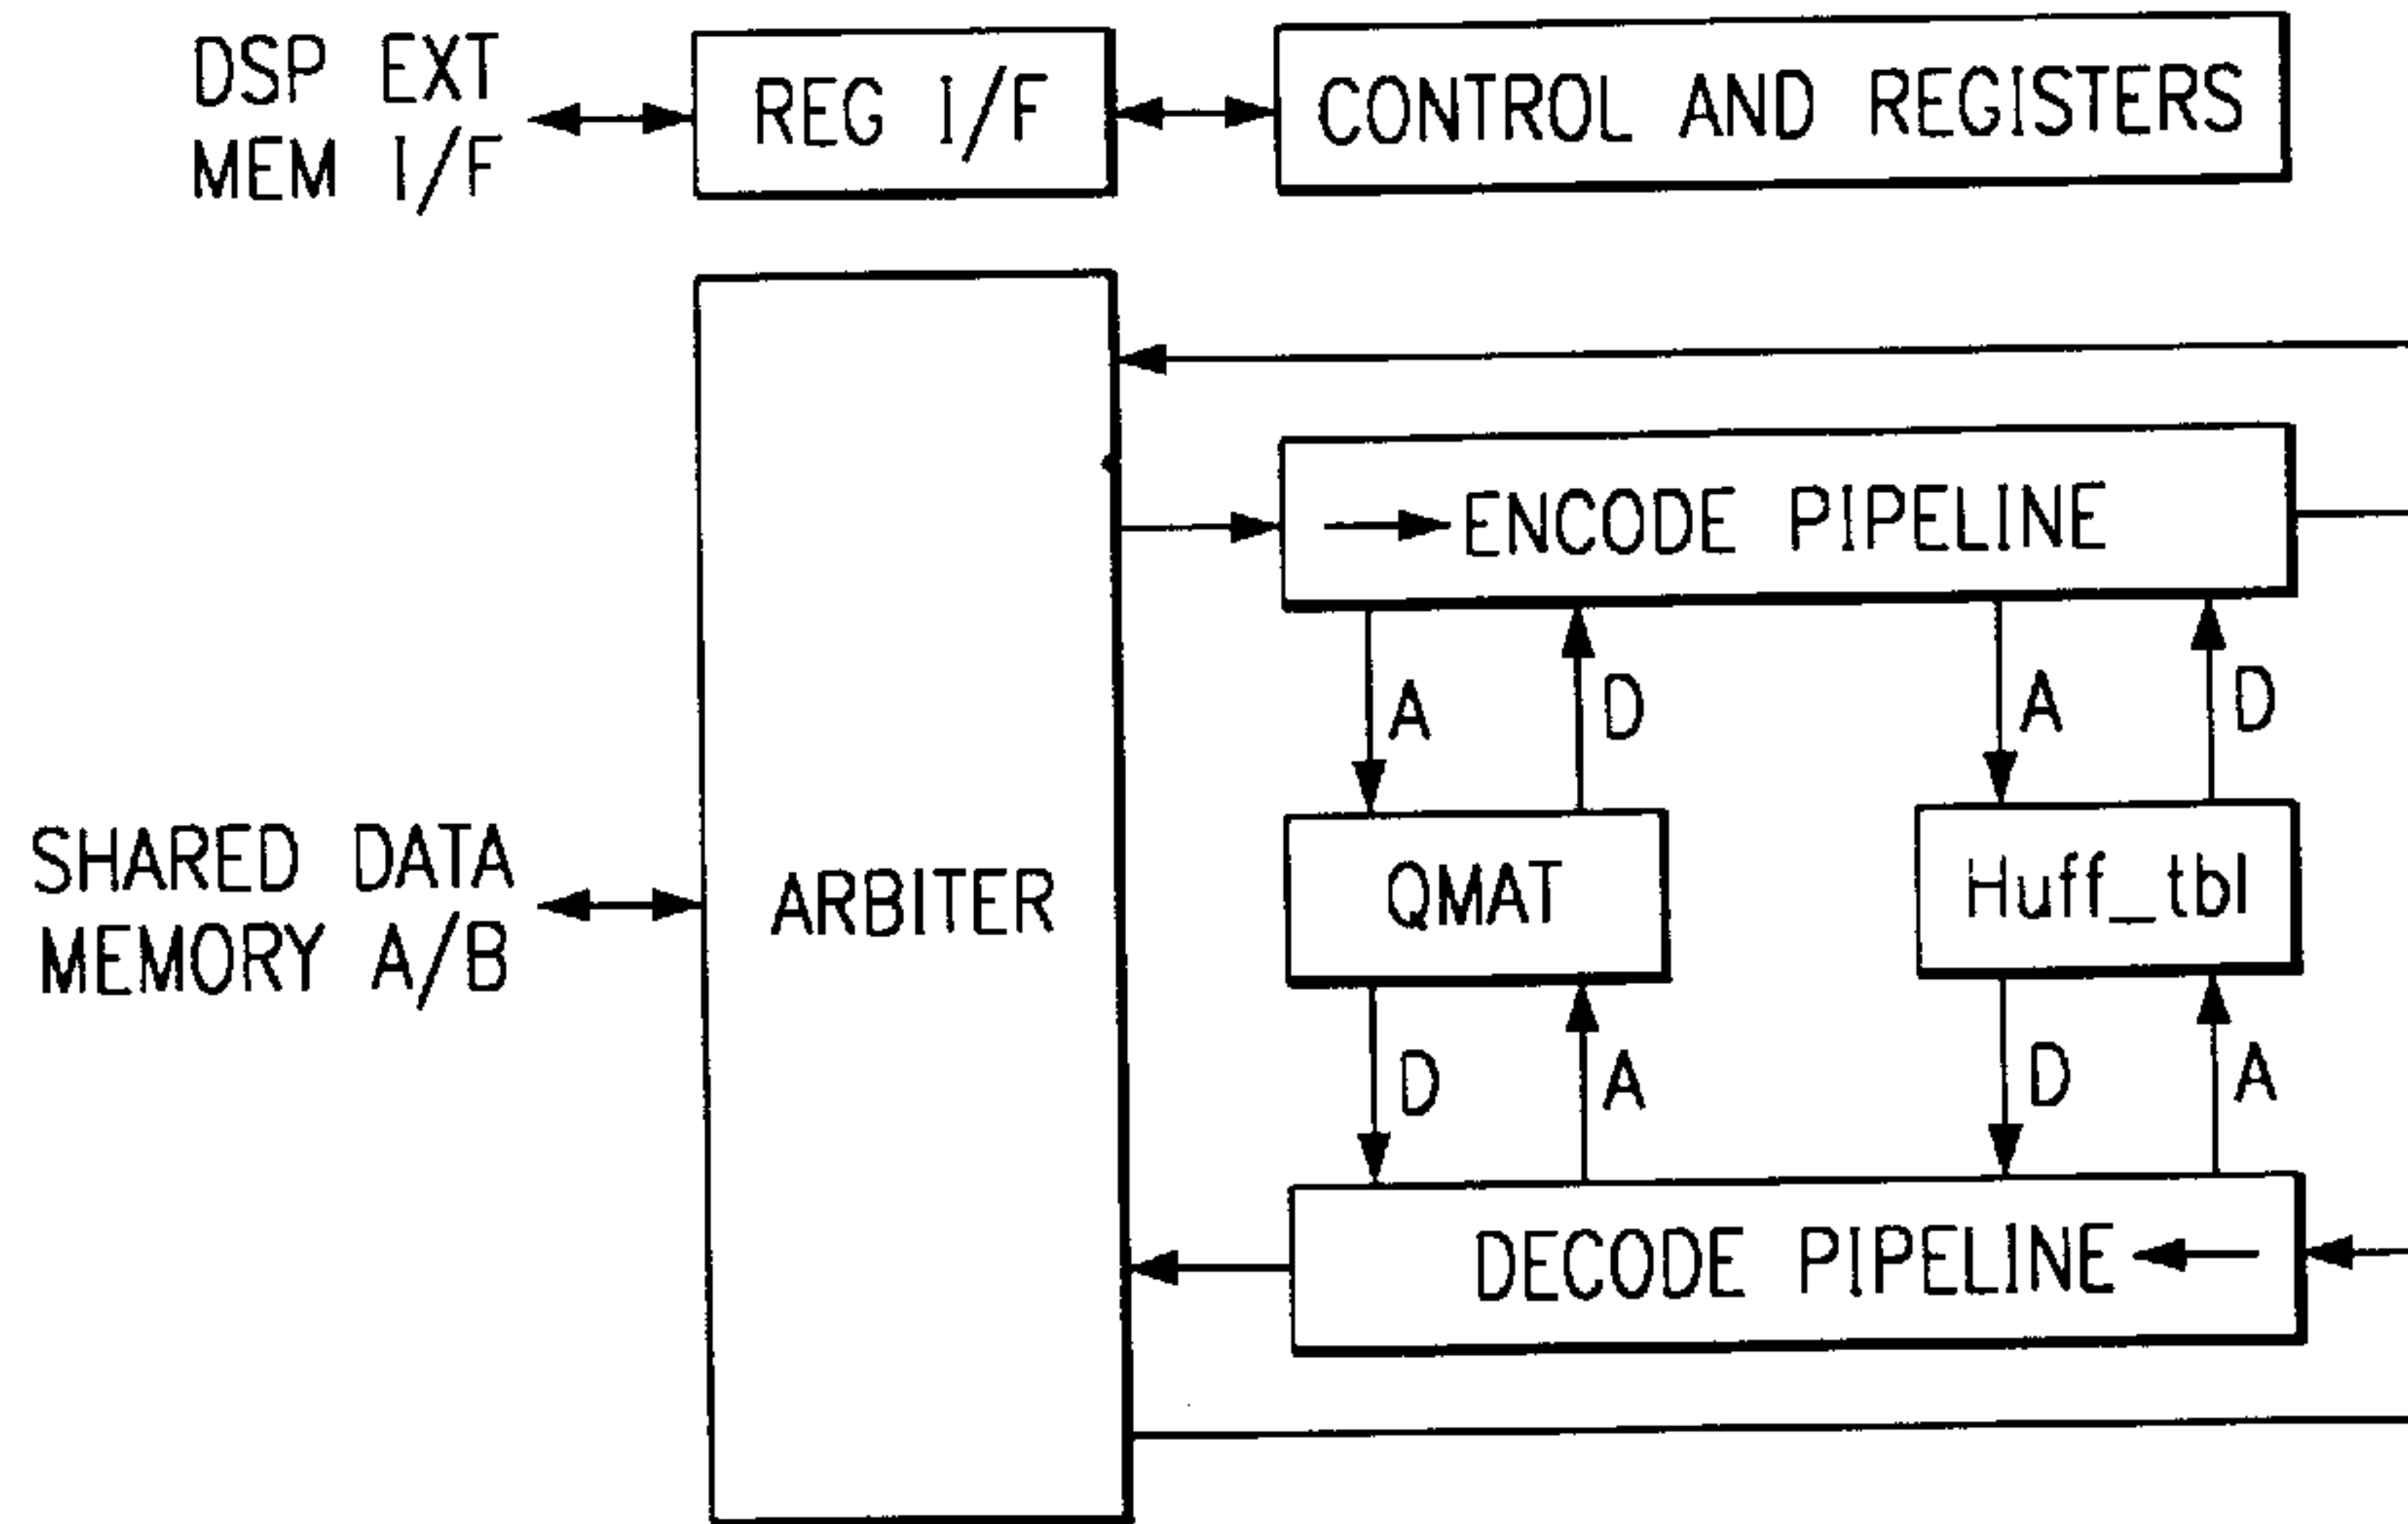 DSP EXT
MEM I/F
REG I/F
CONTROL AND REGISTERS
ENCODE PIPELINE
A
D
A
D
SHARED DATA
MEMORY A/B
ARBITER
QMAT
Huff_tbl
D
A
D
A
DECODE PIPELINE